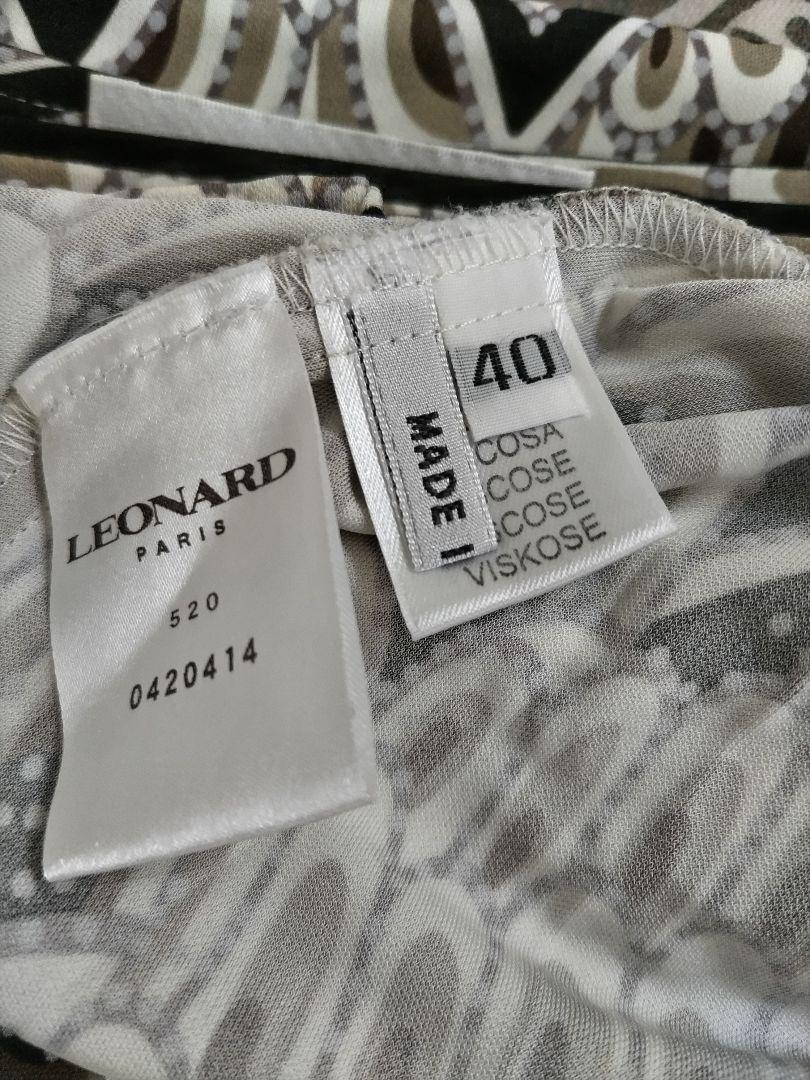 LEONARD
PARIS
520
0420414
MADE
40
COSA
COSE
COSE
VISKOSE